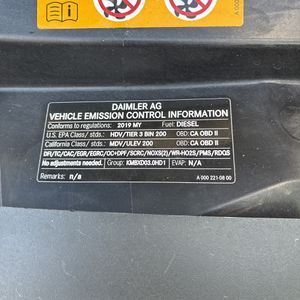 A 000
DAIMLER AG
VEHICLE EMISSION CONTROL INFORMATION
Conforms to regulations: 2019 MY Fuel: DIESEL
U.S. EPA Class/ stds.: HDV/TIER 3 BIN 200 OBD: CA OBD II
California Class/ stds.: MDV/ULEV 200 OBD: CA OBD II
DFI/TC/CAC/EGR/EGRC/OC+DPF/SCRC/NOXS(2)/WR-HO2S/PMS/RDQS
No adjustments needed. Group: KMBXD03.0HD1 EVAP: N/A
Remarks: n/a
A 000 221 08 00